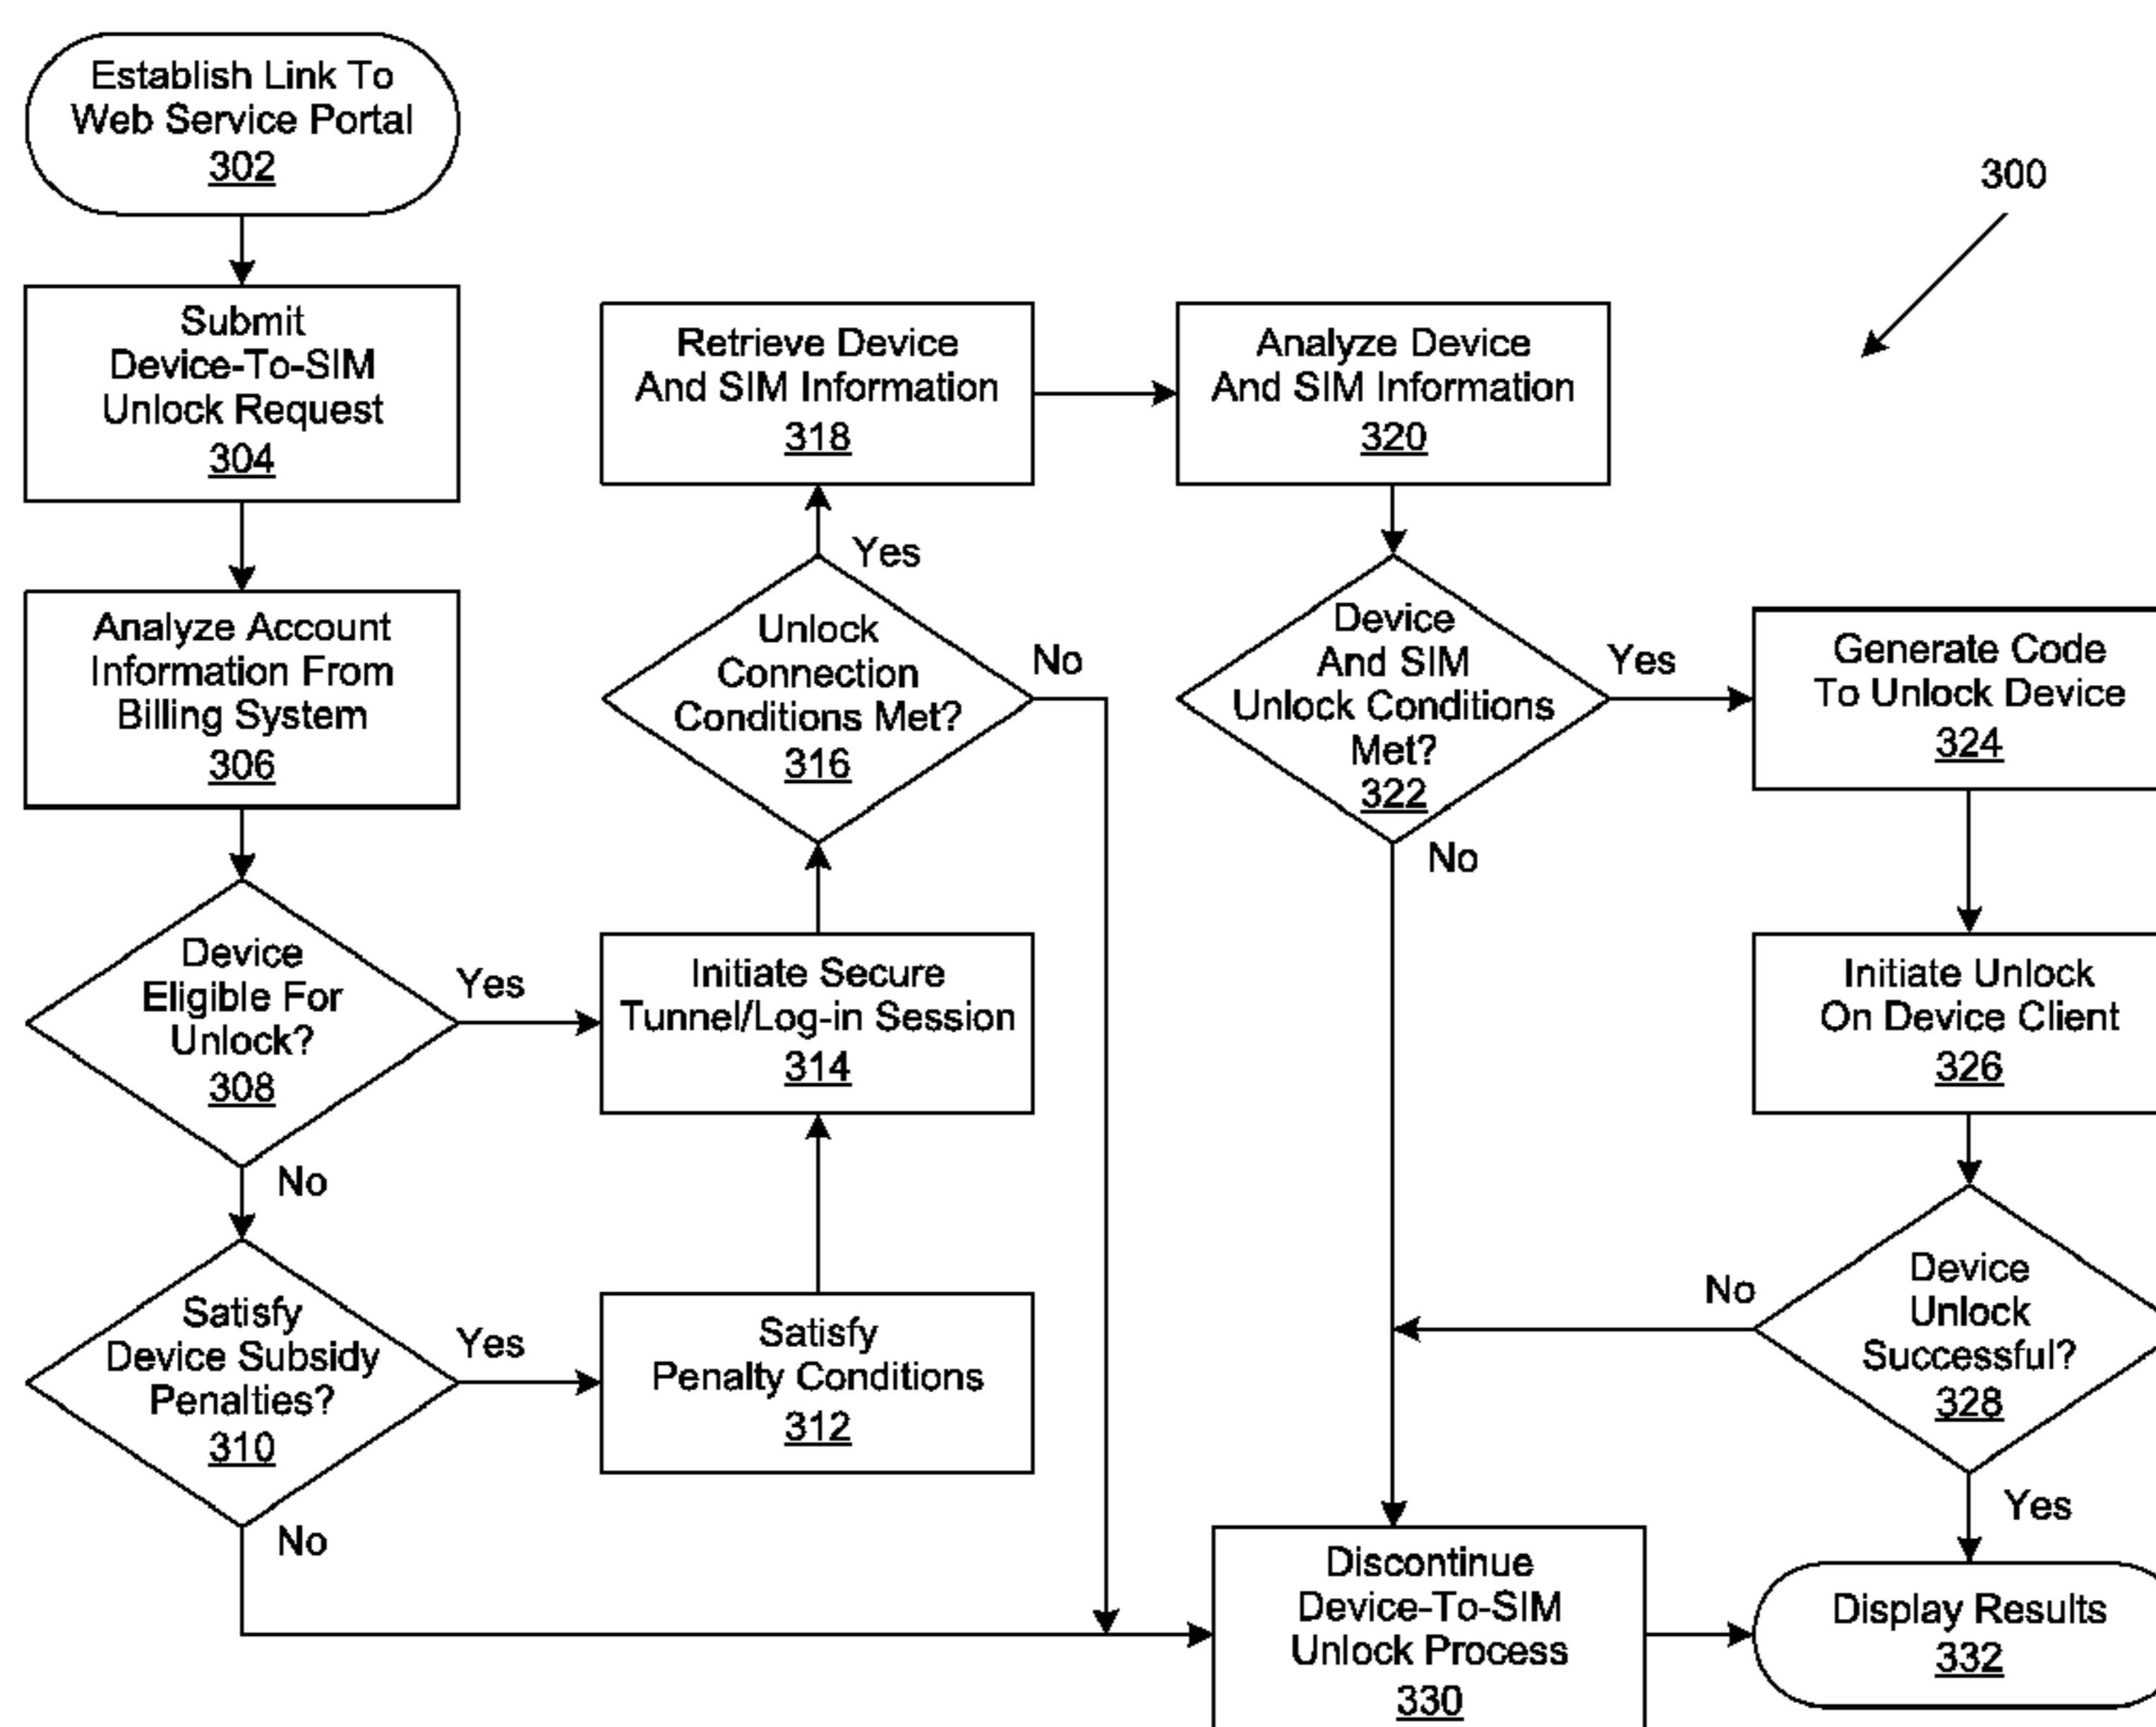 Establish Link To
Web Service Portal
302
Submit
Device-To-SIM
Unlock Request
304
Analyze Account
Information From
Billing System
306
Device
Eligible For
Unlock?
308
Yes
No
Satisfy
Device Subsidy
Penalties?
310
Yes
No
Satisfy
Penalty Conditions
312
Initiate Secure
Tunnel/Log-in Session
314
Unlock
Connection
Conditions Met?
316
Yes
No
Retrieve Device
And SIM Information
318
Analyze Device
And SIM Information
320
Device
And SIM
Unlock Conditions
Met?
322
Yes
No
300
Generate Code
To Unlock Device
324
Initiate Unlock
On Device Client
326
Device
Unlock
Successful?
328
No
Yes
Discontinue
Device-To-SIM
Unlock Process
330
Display Results
332